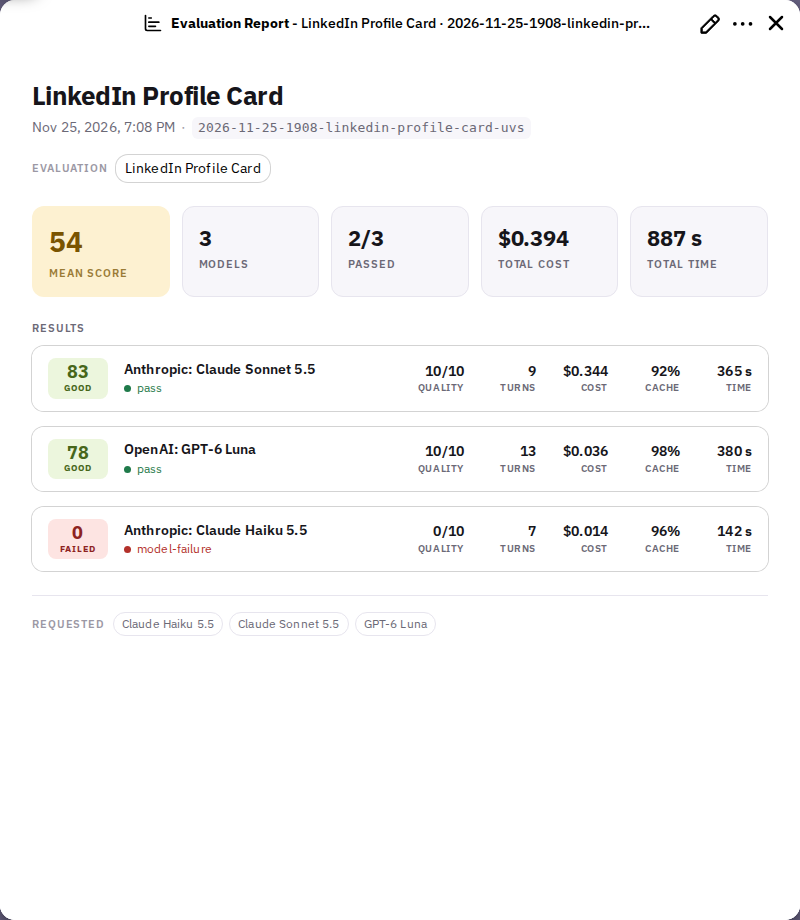 Evaluation Report - LinkedIn Profile Card · 2026-11-25-1908-linkedin-pr...
LinkedIn Profile Card
Nov 25, 2026, 7:08 PM · 2026-11-25-1908-linkedin-profile-card-uvs
EVALUATION LinkedIn Profile Card
54 3 2/3 $0.394 887 s
MEAN SCORE MODELS PASSED TOTAL COST TOTAL TIME
RESULTS
83 Anthropic: Claude Sonnet 5.5 10/10 9 $0.344 92% 365 s
GOOD pass QUALITY TURNS COST CACHE TIME
78 OpenAI: GPT-6 Luna 10/10 13 $0.036 98% 380 s
GOOD pass QUALITY TURNS COST CACHE TIME
0 Anthropic: Claude Haiku 5.5 0/10 7 $0.014 96% 142 s
FAILED model-failure QUALITY TURNS COST CACHE TIME
REQUESTED Claude Haiku 5.5 Claude Sonnet 5.5 GPT-6 Luna